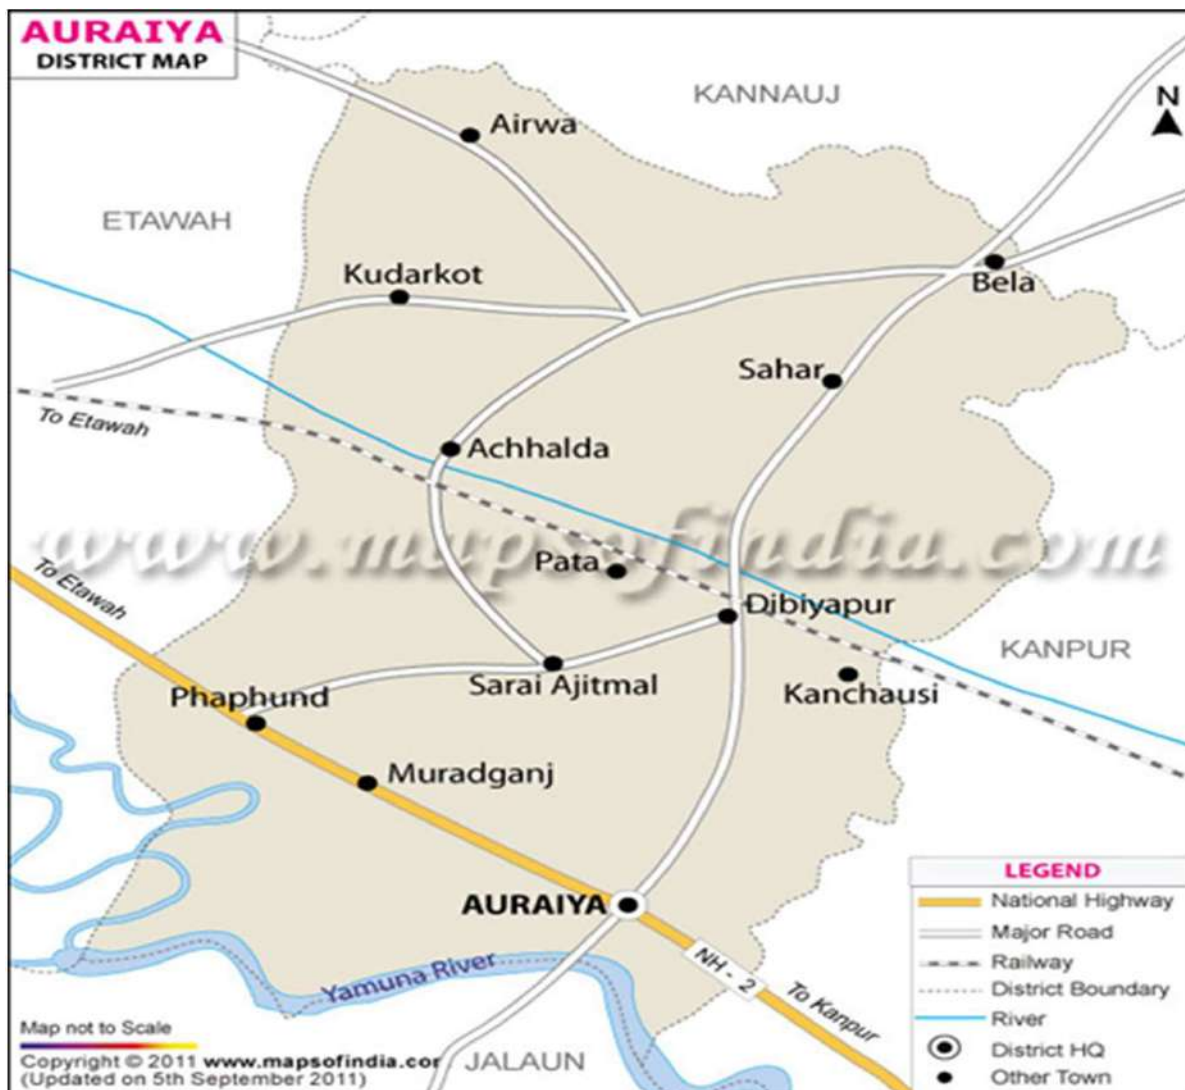 AURAIYA
DISTRICT MAP
KANNAUJ
N
Airwa
ETAWAH
Kudarkot
Bela
Sahar
To Etawah
Achhalda
www.mapsofindia.com
Pata
To Etawah
Dibiyapur
KANPUR
Sarai Ajitmal
Kanchausi
Phaphund
Muradganj
AURAIYA
NH - 2
To Kanpur
Yamuna River
JALAUN
LEGEND
National Highway
Major Road
Railway
District Boundary
River
District HQ
Other Town
Map not to Scale
Copyright © 2011 www.mapsofindia.cor
(Updated on 5th September 2011)